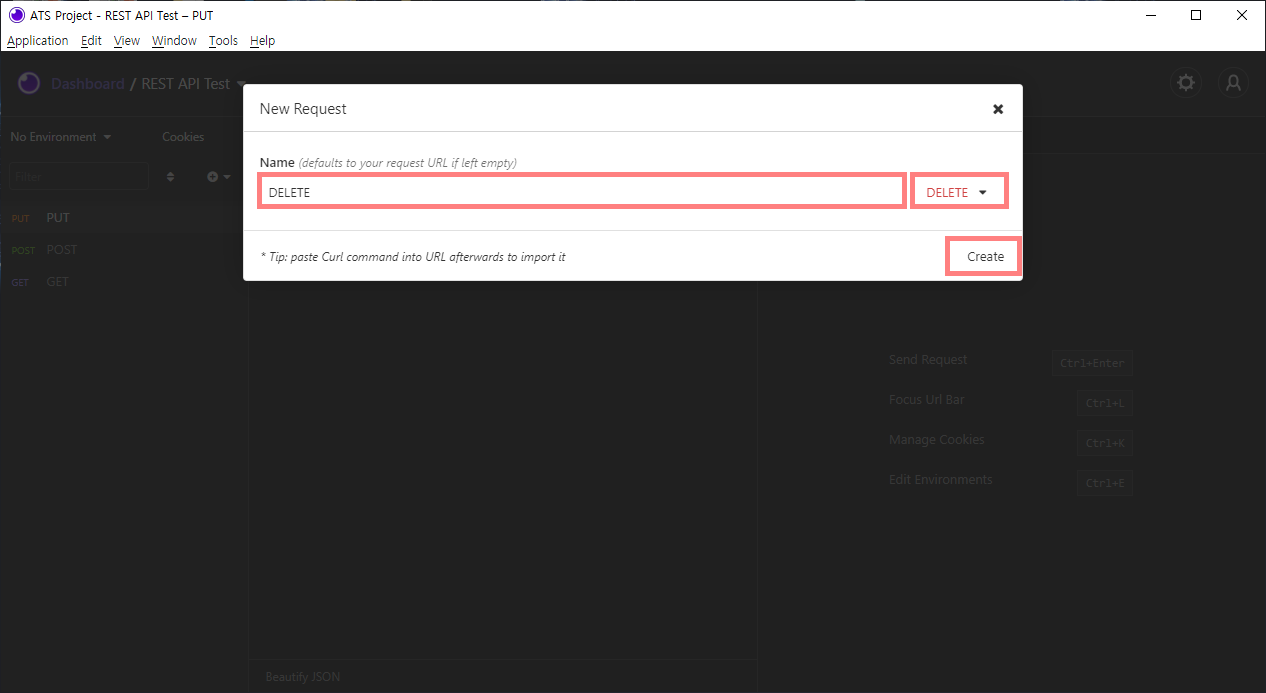 ATS Project - REST API Test – PUT
Application Edit View Window Tools Help
Dashboard / REST API Test
New Request
No Environment Cookies
Name (defaults to your request URL if left empty)
Filter
DELETE DELETE
PUT PUT
POST POST
GET GET
* Tip: paste Curl command into URL afterwards to import it Create
Send Request Ctrl+Enter
Focus Url Bar Ctrl+L
Manage Cookies Ctrl+K
Edit Environments Ctrl+E
Beautify JSON